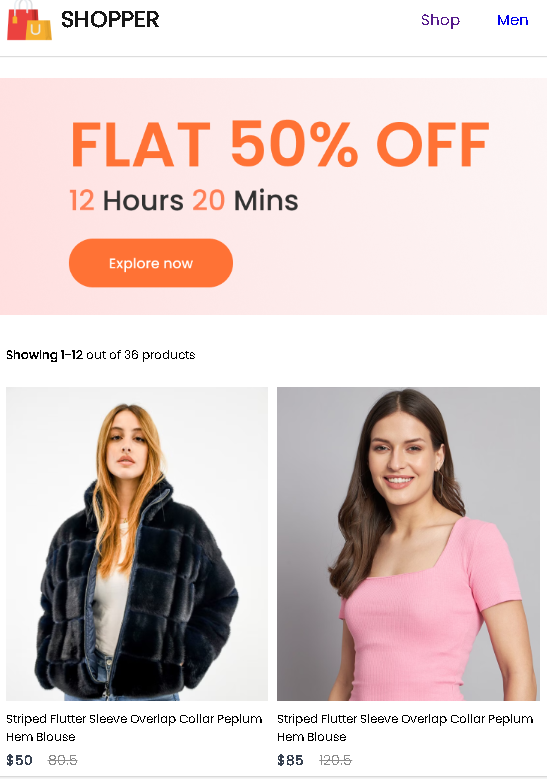 SHOPPER
Shop
Men
FLAT 50% OFF
12 Hours 20 Mins
Explore now
Showing 1-12 out of 36 products
Striped Flutter Sleeve Overlap Collar Peplum
Hem Blouse
$50 80.5
Striped Flutter Sleeve Overlap Collar Peplum
Hem Blouse
$85 120.5